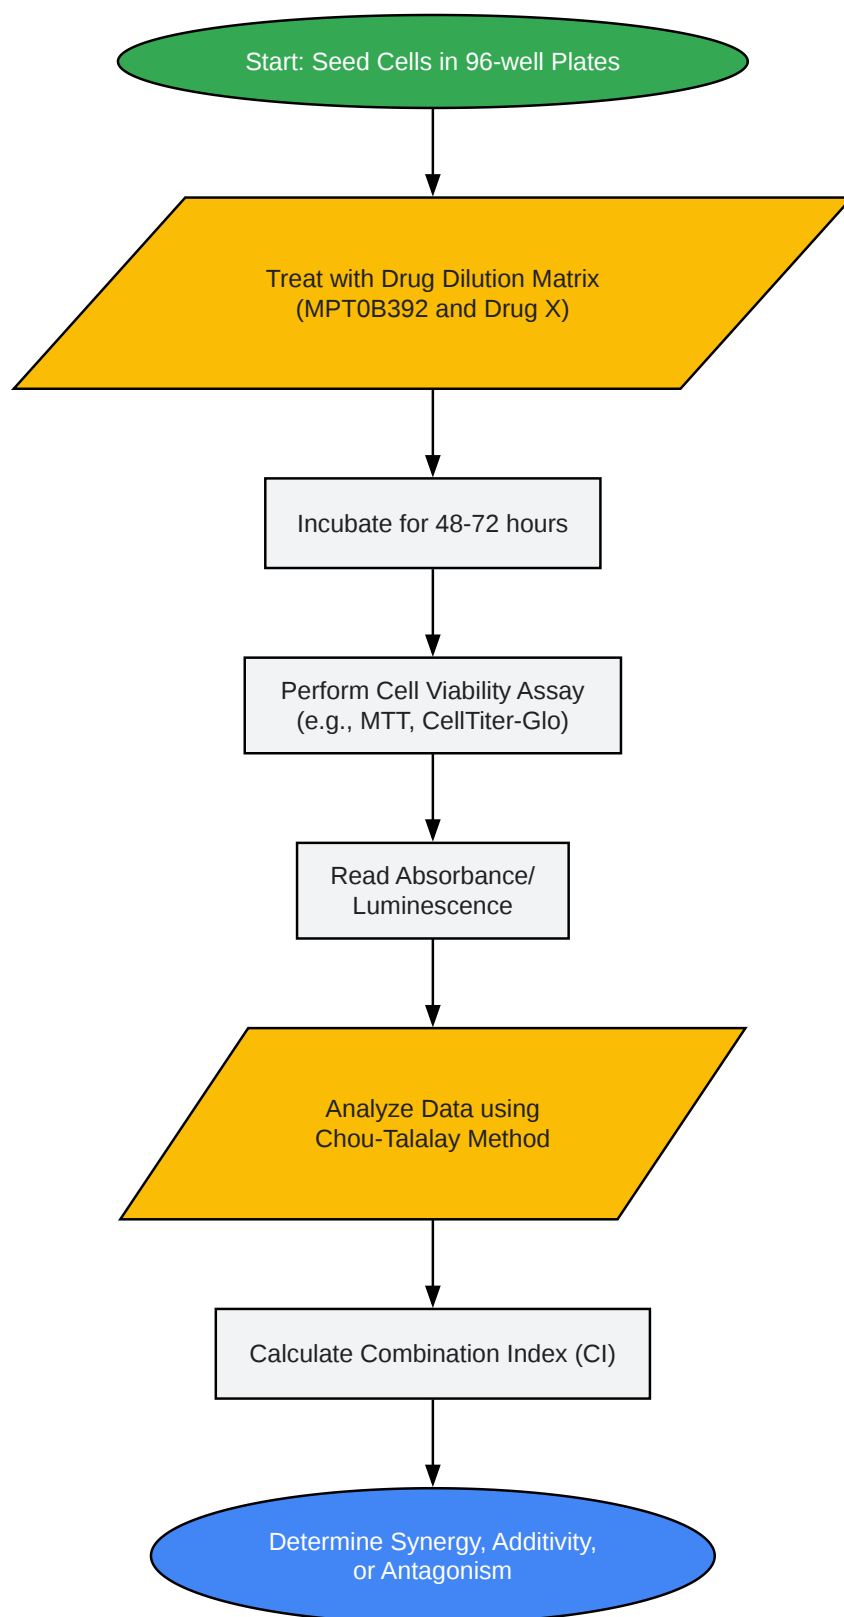 Start: Seed Cells in 96-well Plates
Treat with Drug Dilution Matrix
(MPT0B392 and Drug X)
Incubate for 48-72 hours
Perform Cell Viability Assay
(e.g., MTT, CellTiter-Glo)
Read Absorbance/
Luminescence
Analyze Data using
Chou-Talalay Method
Calculate Combination Index (CI)
Determine Synergy, Additivity,
or Antagonism